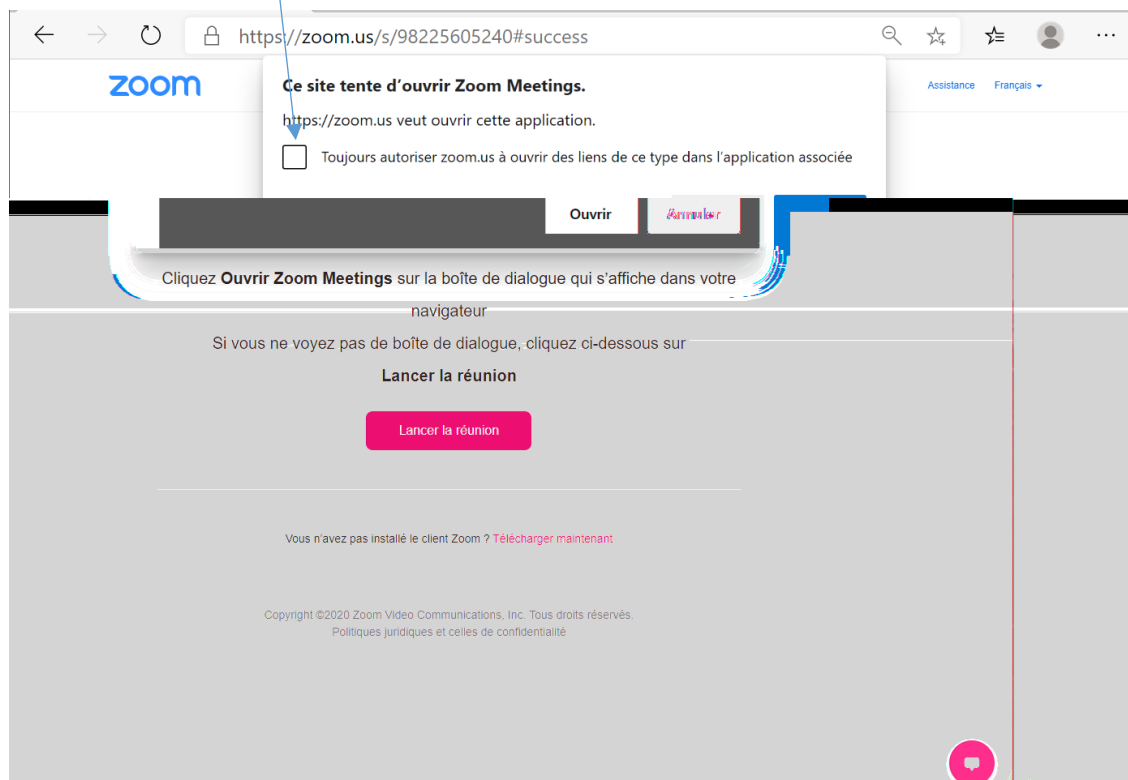 https://zoom.us/s/98225605240#success
zoom
Assistance Français
Ce site tente d'ouvrir Zoom Meetings.
https://zoom.us veut ouvrir cette application.
Toujours autoriser zoom.us à ouvrir des liens de ce type dans l'application associée
Ouvrir Annuler
Cliquez Ouvrir Zoom Meetings sur la boîte de dialogue qui s'affiche dans votre
navigateur
Si vous ne voyez pas de boîte de dialogue, cliquez ci-dessous sur
Lancer la réunion
Lancer la réunion
Vous n'avez pas installé le client Zoom ? Télécharger maintenant
Copyright ©2020 Zoom Video Communications, Inc. Tous droits réservés.
Politiques juridiques et celles de confidentialité